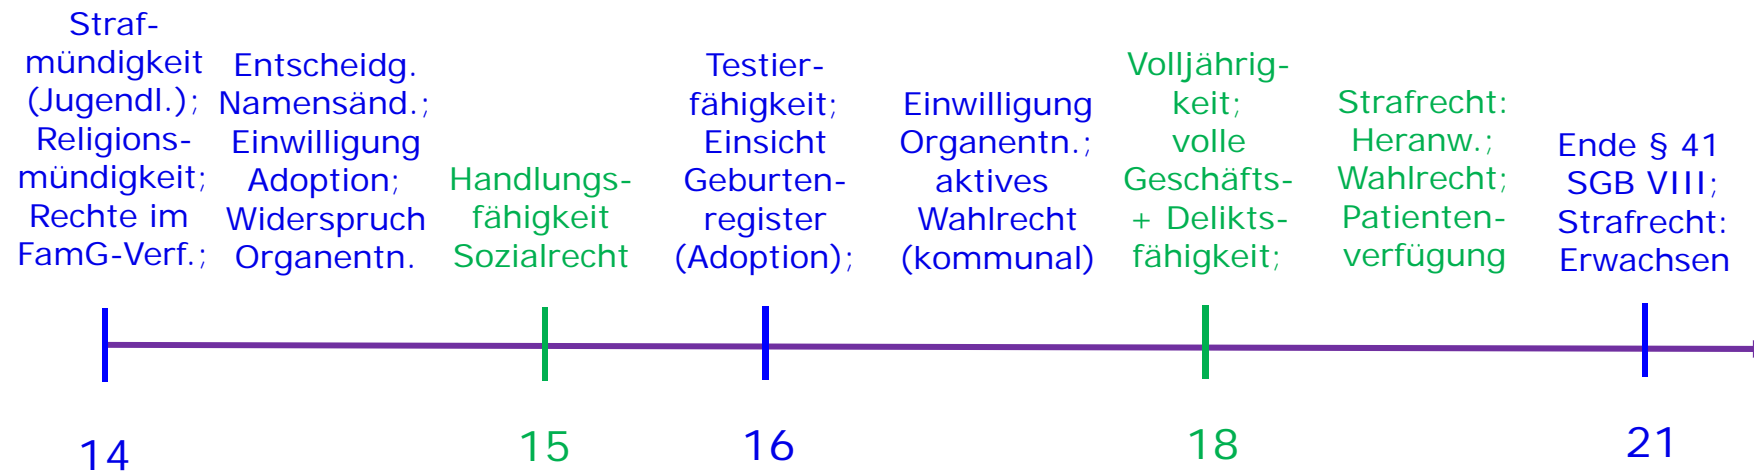 Straf-
mündigkeit
(Jugendl.);
Religions-
mündigkeit;
Rechte im
FamG-Verf.;
Entscheidg.
Namensänd.;
Einwilligung
Adoption;
Widerspruch
Organentn.
Handlungs-
fähigkeit
Sozialrecht
Testier-
fähigkeit;
Einsicht
Geburten-
register
(Adoption);
Einwilligung
Organentn.;
aktives
Wahlrecht
(kommunal)
Volljährig-
keit;
volle
Geschäfts-
+ Delikts-
fähigkeit;
Strafrecht:
Heranw.;
Wahlrecht;
Patienten-
verfügung
Ende § 41
SGB VIII;
Strafrecht:
Erwachsen
14
15
16
18
21